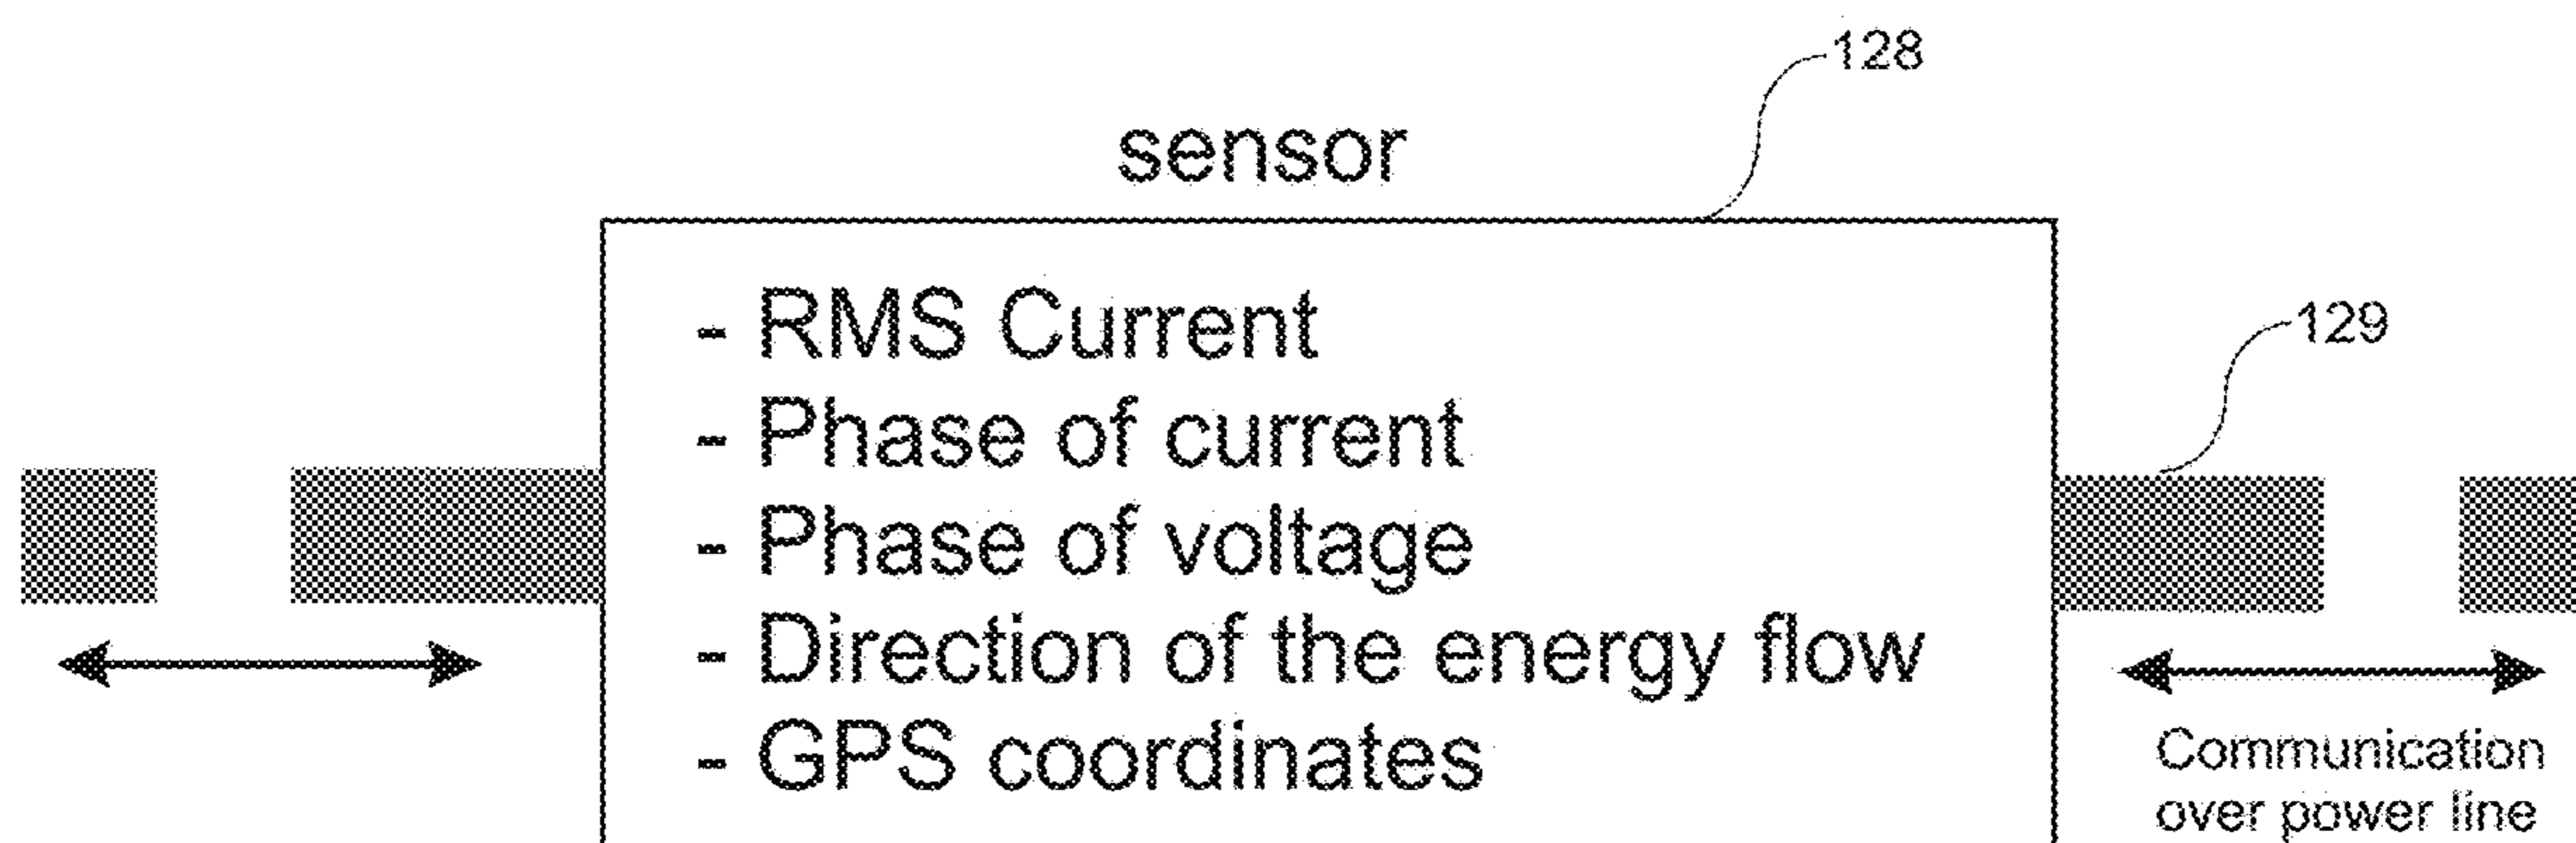 128
sensor
- RMS Current
129
- Phase of current
- Phase of voltage
- Direction of the energy flow
- GPS coordinates
Communication
over power line